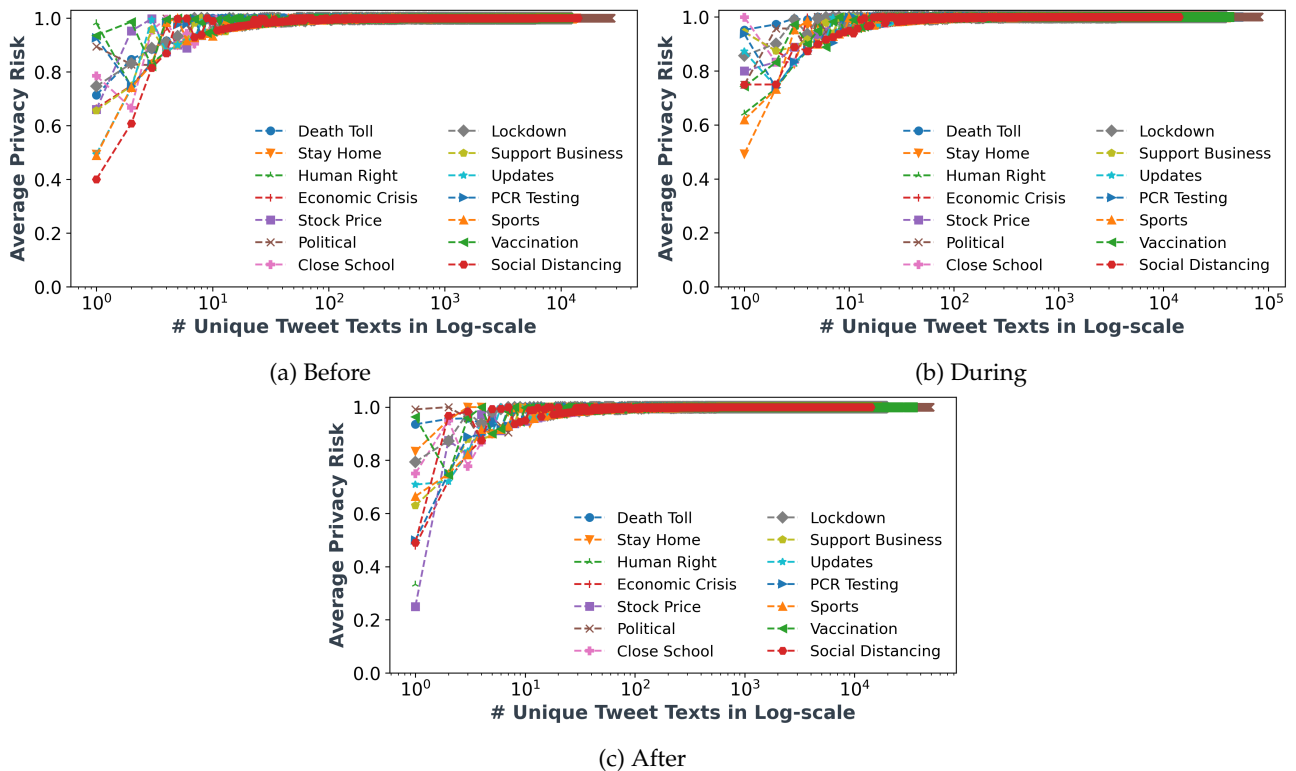 Average Privacy Risk
1.0
0.8
0.6
0.4
0.2
0.0
Death Toll
Stay Home
Human Right
Economic Crisis
Stock Price
Political
Close School
Lockdown
Support Business
Updates
PCR Testing
Sports
Vaccination
Social Distancing
10^0
10^1
10^2
10^3
10^4
# Unique Tweet Texts in Log-scale
(a) Before
Average Privacy Risk
1.0
0.8
0.6
0.4
0.2
0.0
Death Toll
Stay Home
Human Right
Economic Crisis
Stock Price
Political
Close School
Lockdown
Support Business
Updates
PCR Testing
Sports
Vaccination
Social Distancing
10^0
10^1
10^2
10^3
10^4
10^5
# Unique Tweet Texts in Log-scale
(b) During
Average Privacy Risk
1.0
0.8
0.6
0.4
0.2
0.0
Death Toll
Stay Home
Human Right
Economic Crisis
Stock Price
Political
Close School
Lockdown
Support Business
Updates
PCR Testing
Sports
Vaccination
Social Distancing
10^0
10^1
10^2
10^3
10^4
# Unique Tweet Texts in Log-scale
(c) After